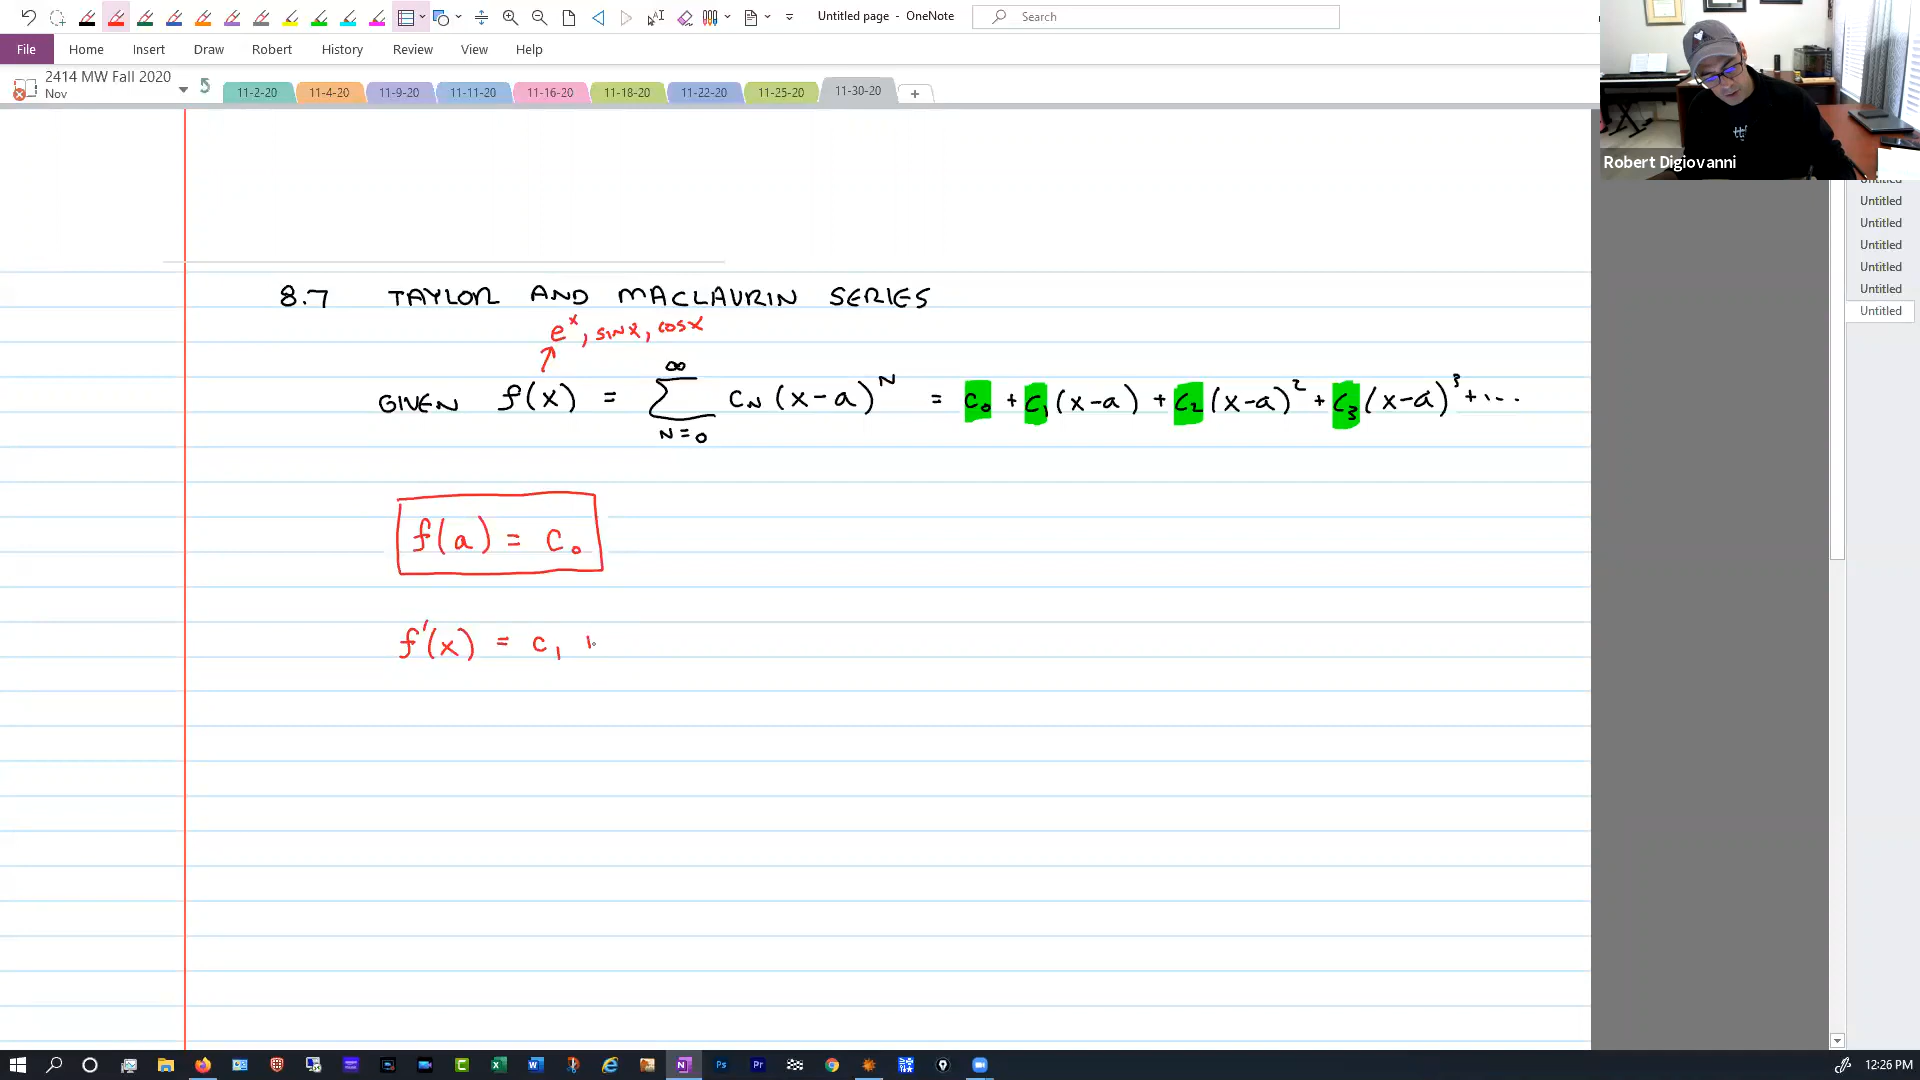 Untitled page - OneNote
Search
File Home Insert Draw Robert History Review View Help
2414 MW Fall 2020
Nov
11-2-20 11-4-20 11-9-20 11-11-20 11-16-20 11-18-20 11-22-20 11-25-20 11-30-20 +
Robert Digiovanni
Untitled
Untitled
Untitled
Untitled
Untitled
Untitled
Untitled
8.7 TAYLOR AND MACLAURIN SERIES
e^x, sinx, cosx
GIVEN f(x) = ∑_{N=0}^{∞} c_N (x-a)^N = c_0 + c_1(x-a) + c_2(x-a)^2 + c_3(x-a)^3 + ...
f(a) = c_0
f'(x) = c_1
12:26 PM